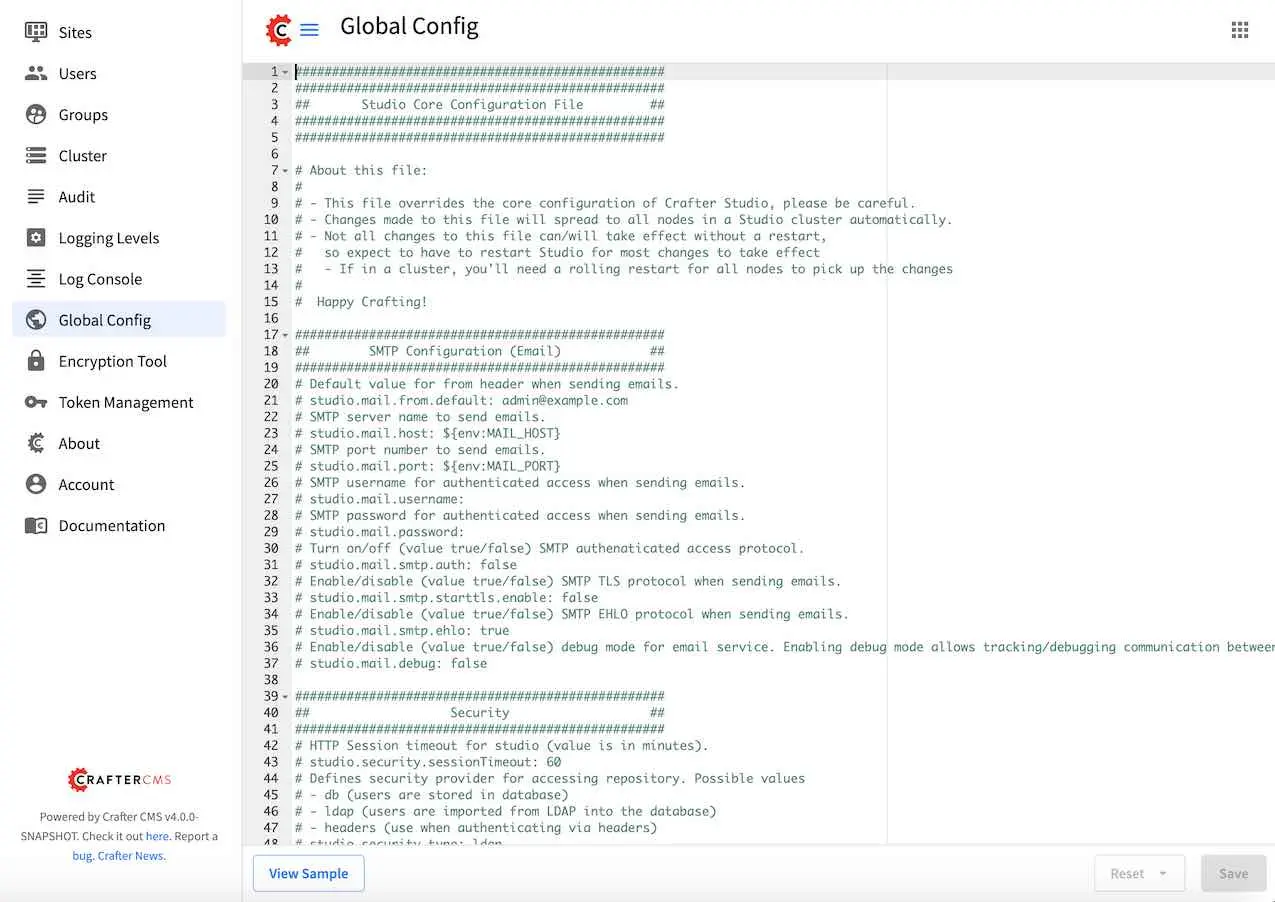 Sites
Users
Groups
Cluster
Audit
Logging Levels
Log Console
Global Config
Encryption Tool
Token Management
About
Account
Documentation
CRAFTERCMS
Powered by Crafter CMS v4.0.0-
SNAPSHOT. Check it out here. Report a
bug. Crafter News.
Global Config
1 ##################################################
2 ##################################################
3 ##       Studio Core Configuration File         ##
4 ##################################################
5 ##################################################
6
7 # About this file:
8 #
9 # - This file overrides the core configuration of Crafter Studio, please be careful.
10 # - Changes made to this file will spread to all nodes in a Studio cluster automatically.
11 # - Not all changes to this file can/will take effect without a restart,
12 #   so expect to have to restart Studio for most changes to take effect
13 #   - If in a cluster, you'll need a rolling restart for all nodes to pick up the changes
14 #
15 #  Happy Crafting!
16
17 ##################################################
18 ##        SMTP Configuration (Email)            ##
19 ##################################################
20 # Default value for from header when sending emails.
21 # studio.mail.from.default: admin@example.com
22 # SMTP server name to send emails.
23 # studio.mail.host: ${env:MAIL_HOST}
24 # SMTP port number to send emails.
25 # studio.mail.port: ${env:MAIL_PORT}
26 # SMTP username for authenticated access when sending emails.
27 # studio.mail.username:
28 # SMTP password for authenticated access when sending emails.
29 # studio.mail.password:
30 # Turn on/off (value true/false) SMTP authenaticated access protocol.
31 # studio.mail.smtp.auth: false
32 # Enable/disable (value true/false) SMTP TLS protocol when sending emails.
33 # studio.mail.smtp.starttls.enable: false
34 # Enable/disable (value true/false) SMTP EHLO protocol when sending emails.
35 # studio.mail.smtp.ehlo: true
36 # Enable/disable (value true/false) debug mode for email service. Enabling debug mode allows tracking/debugging communication between
37 # studio.mail.debug: false
38
39 ##################################################
40 ##                   Security                   ##
41 ##################################################
42 # HTTP Session timeout for studio (value is in minutes).
43 # studio.security.sessionTimeout: 60
44 # Defines security provider for accessing repository. Possible values
45 # - db (users are stored in database)
46 # - ldap (users are imported from LDAP into the database)
47 # - headers (use when authenticating via headers)
48 # studio.security.type: ldap
View Sample
Reset
Save